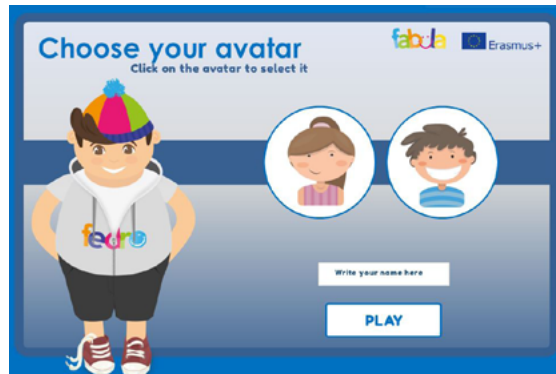 Choose your avatar
Click on the avatar to select it
fabula
Erasmus+
fedro
Write your name here
PLAY